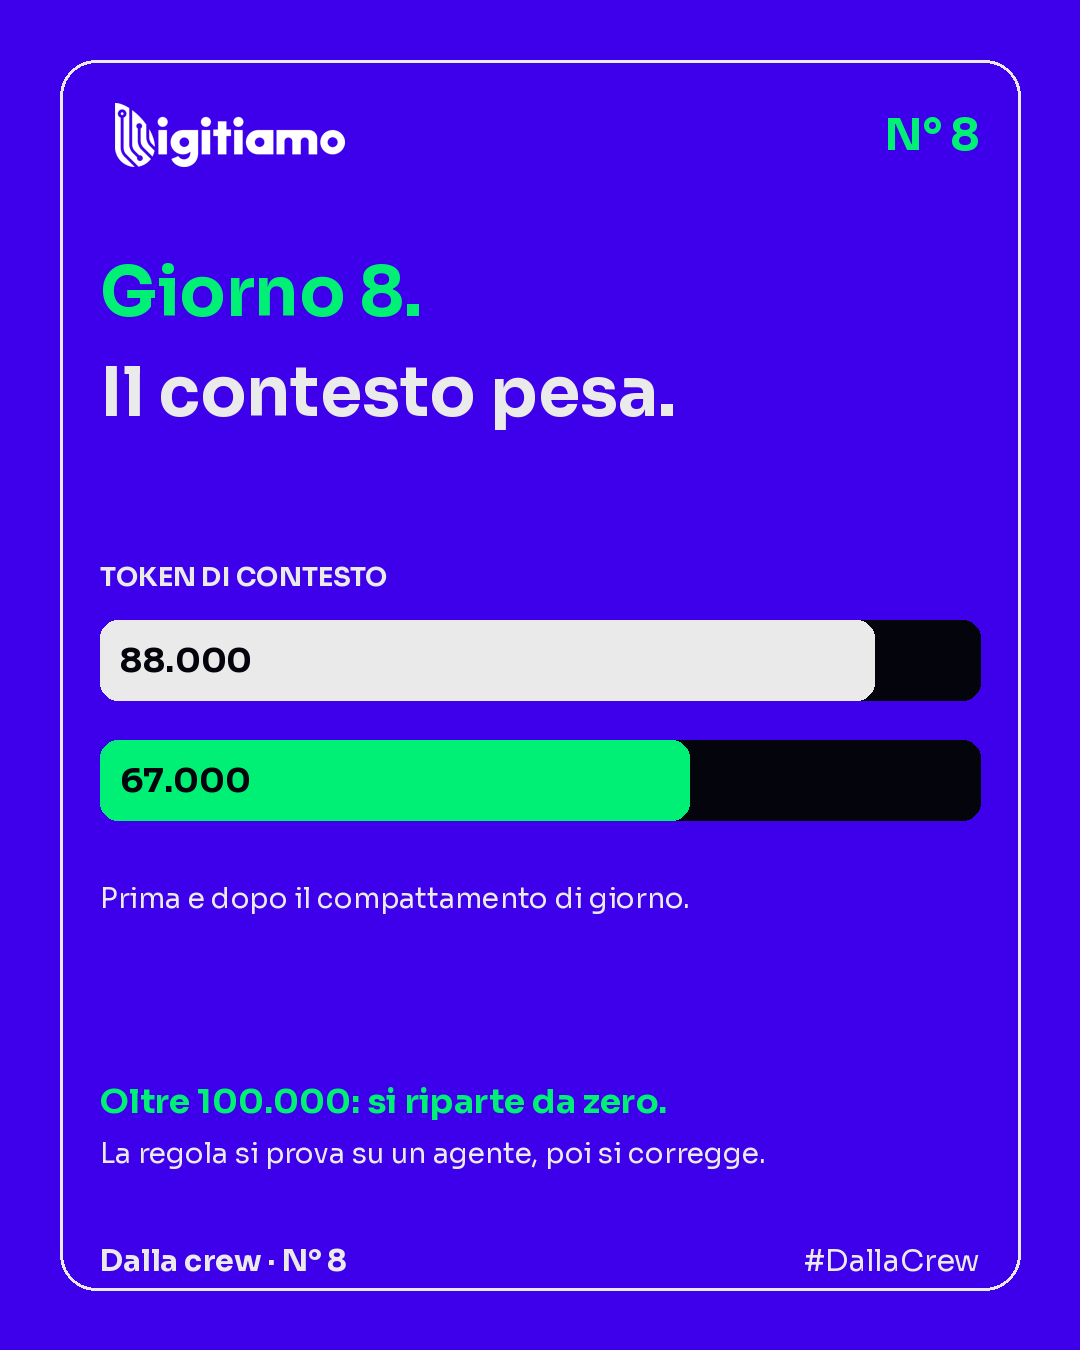 Digitiamo
N° 8
Giorno 8.
Il contesto pesa.
TOKEN DI CONTESTO
88.000
67.000
Prima e dopo il compattamento di giorno.
Oltre 100.000: si riparte da zero.
La regola si prova su un agente, poi si corregge.
Dalla crew · N° 8
#DallaCrew